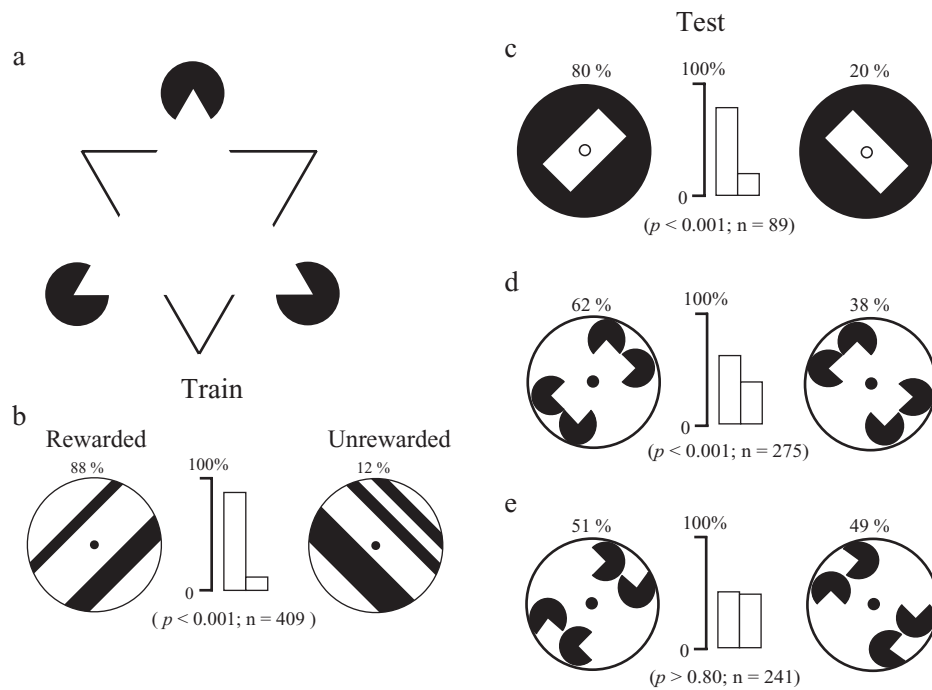 a
Train
b
Rewarded
Unrewarded
88 %
100%
12 %
0
( p < 0.001; n = 409 )
Test
c
80 %
100%
20 %
0
(p < 0.001; n = 89)
d
62 %
100%
38 %
0
(p < 0.001; n = 275)
e
51 %
100%
49 %
0
(p > 0.80; n = 241)